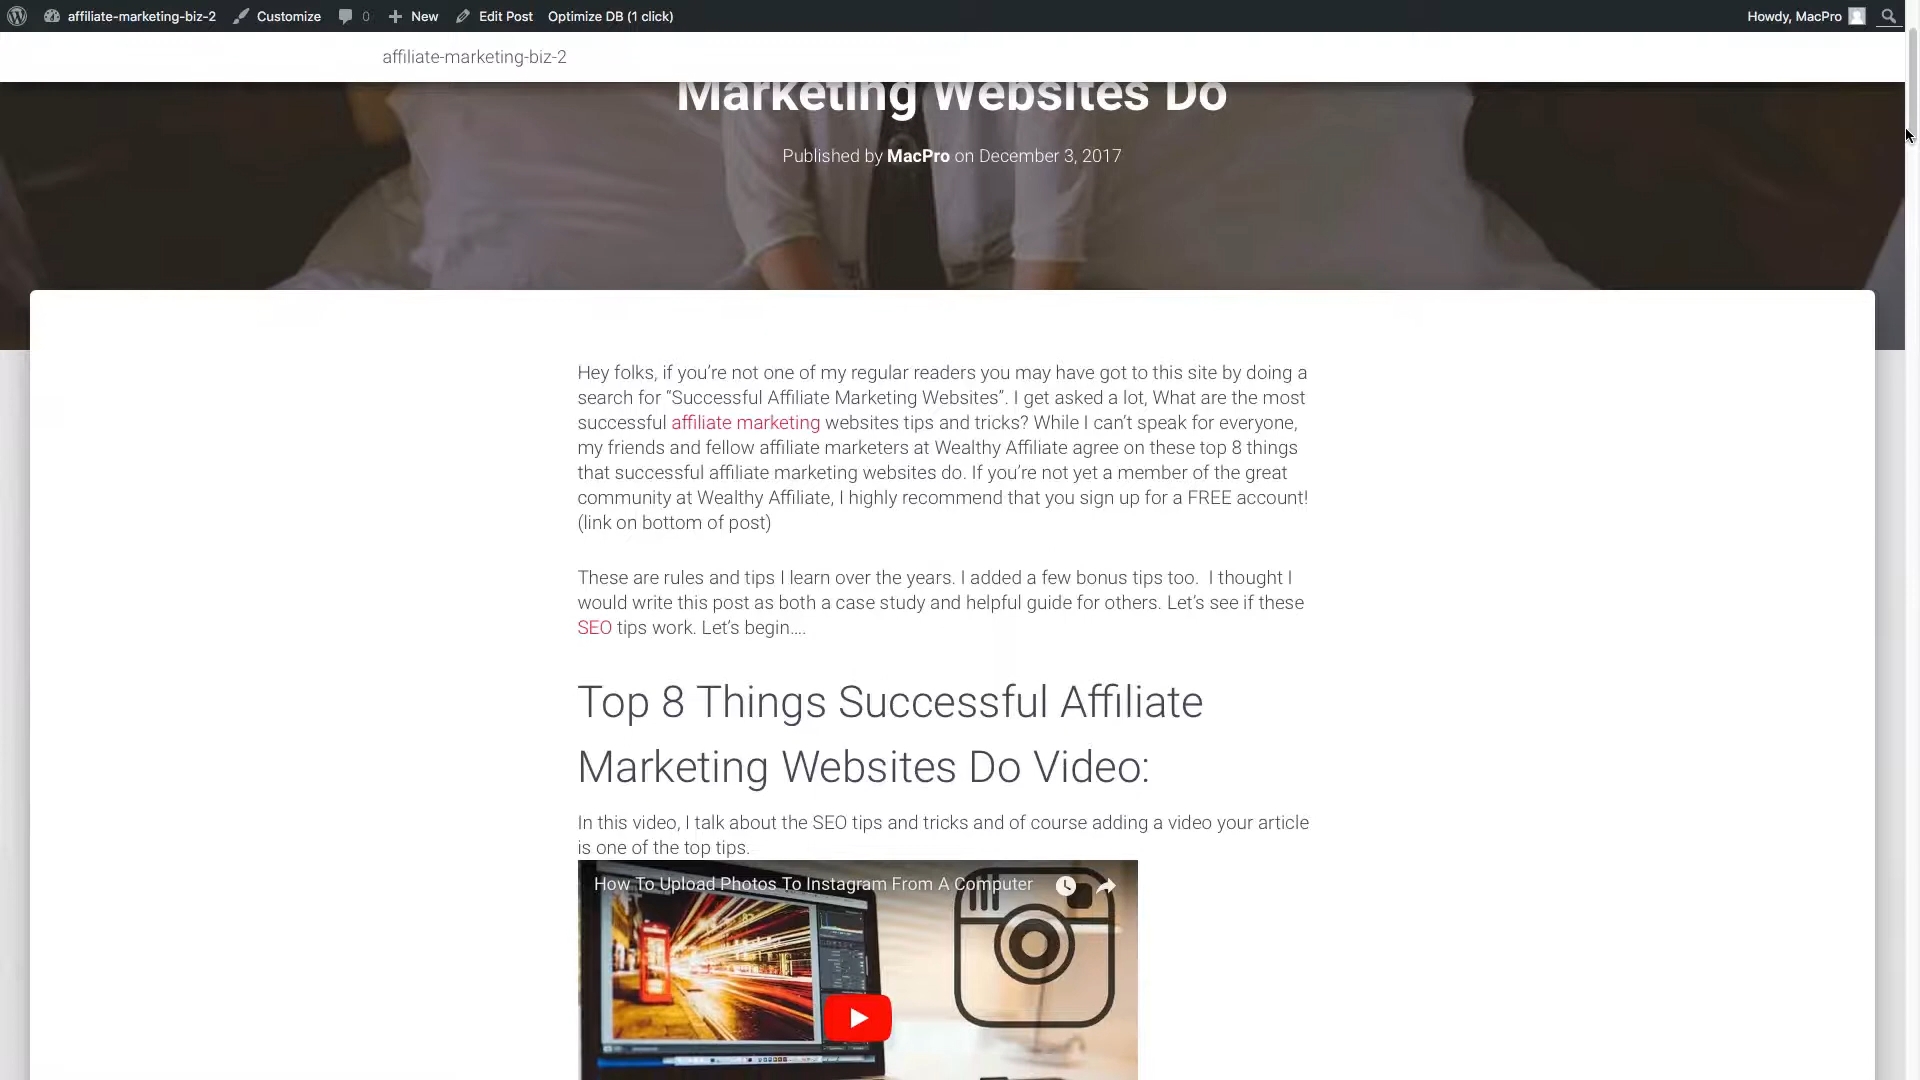 affiliate-marketing-biz-2 Customize 0 New Edit Post Optimize DB (1 click) Howdy, MacPro
affiliate-marketing-biz-2
Marketing Websites Do
Published by MacPro on December 3, 2017
Hey folks, if you’re not one of my regular readers you may have got to this site by doing a
search for “Successful Affiliate Marketing Websites”. I get asked a lot, What are the most
successful affiliate marketing websites tips and tricks? While I can’t speak for everyone,
my friends and fellow affiliate marketers at Wealthy Affiliate agree on these top 8 things
that successful affiliate marketing websites do. If you’re not yet a member of the great
community at Wealthy Affiliate, I highly recommend that you sign up for a FREE account!
(link on bottom of post)
These are rules and tips I learn over the years. I added a few bonus tips too. I thought I
would write this post as both a case study and helpful guide for others. Let’s see if these
SEO tips work. Let’s begin….
Top 8 Things Successful Affiliate
Marketing Websites Do Video:
In this video, I talk about the SEO tips and tricks and of course adding a video your article
is one of the top tips.
How To Upload Photos To Instagram From A Computer